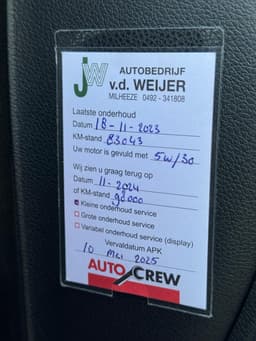 JW
AUTOBEDRIJF
v.d. WEIJER
MILHEEZE 0492-341808
Laatste onderhoud
Datum 18-11-2023
KM-stand 83043
Uw motor is gevuld met 5w/30
Wij zien u graag terug op
Datum 11-2024
of KM-stand 98000
Kleine onderhoud service
Grote onderhoud service
Variabel onderhoud service (display)
Vervaldatum APK
10 Mei 2025
AUTO CREW